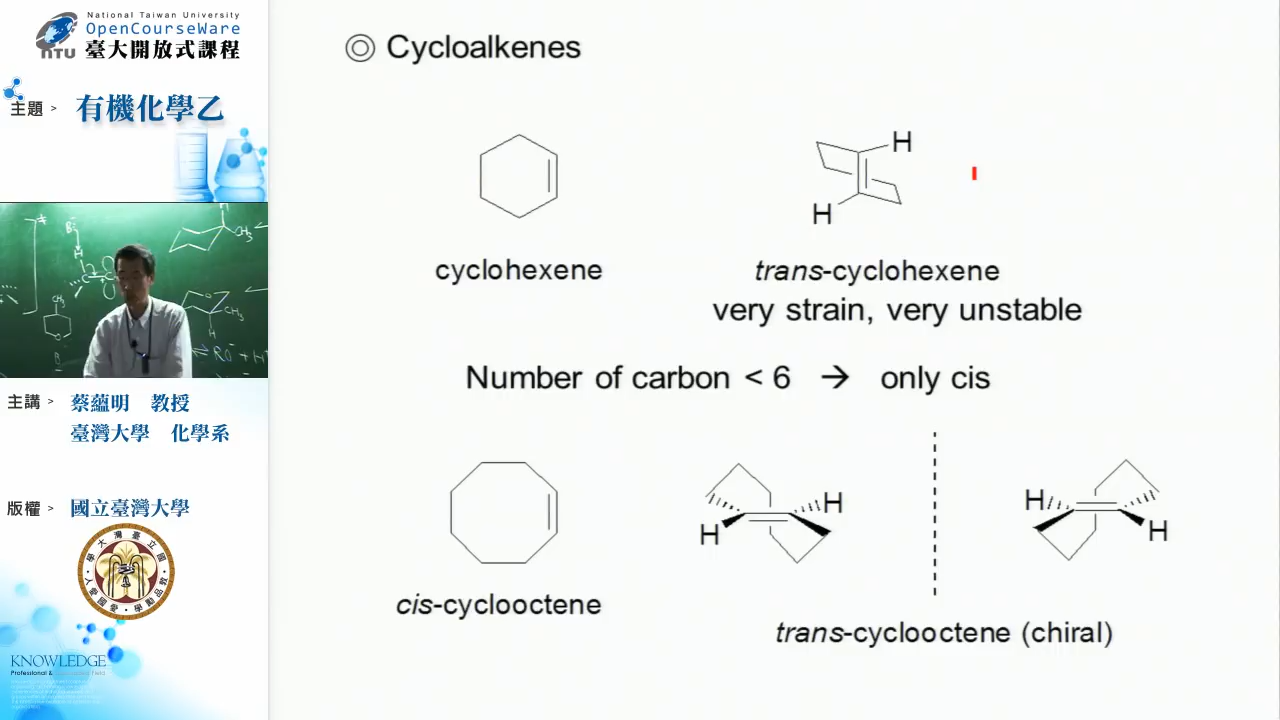 National Taiwan University
OpenCourseWare
NTU 臺大開放式課程
主題 > 有機化學乙
CH₃
H
CH₃
CH₃
H
主講 > 蔡蘊明 教授
臺灣大學 化學系
版權 > 國立臺灣大學
KNOWLEDGE
◎ Cycloalkenes
H
H
cyclohexene
trans-cyclohexene
very strain, very unstable
Number of carbon < 6 → only cis
H
H
H
H
cis-cyclooctene
trans-cyclooctene (chiral)